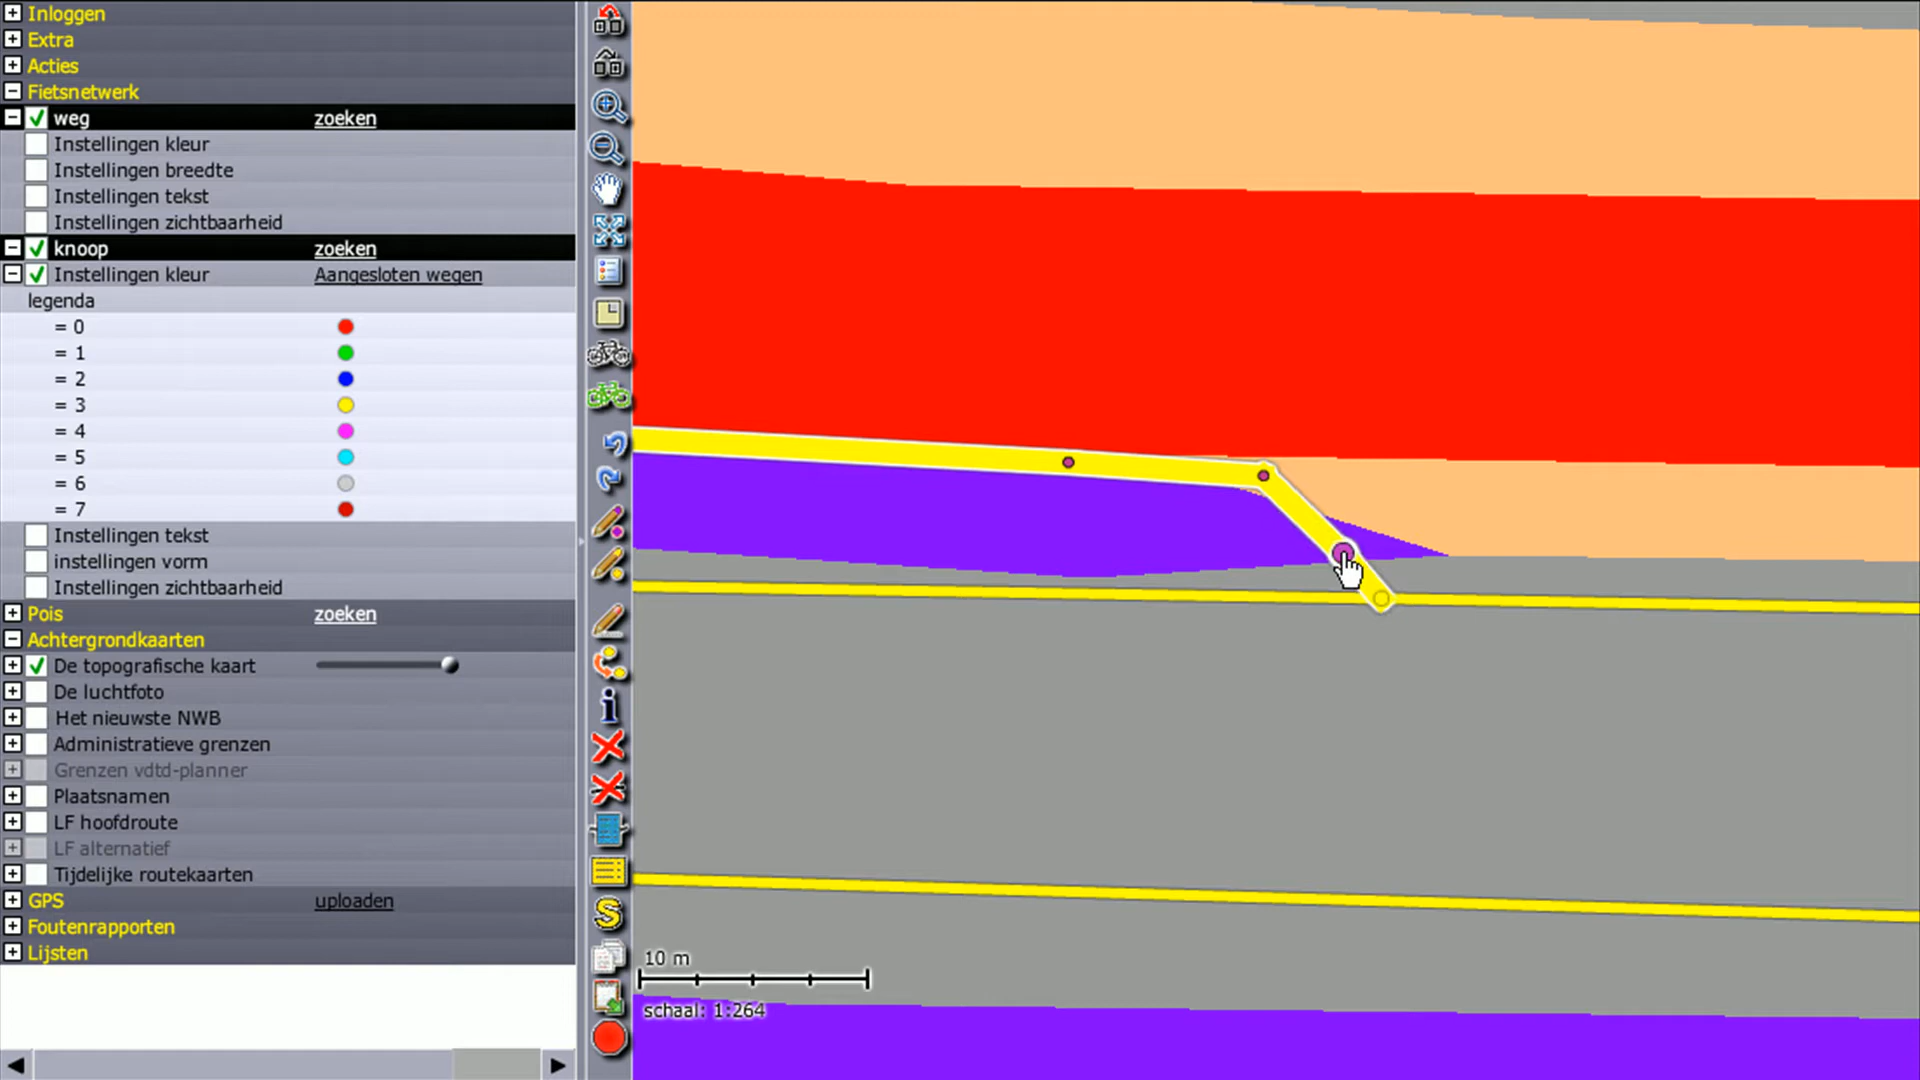 Inloggen
Extra
Acties
Fietsnetwerk
weg zoeken
Instellingen kleur
Instellingen breedte
Instellingen tekst
Instellingen zichtbaarheid
knoop zoeken
Instellingen kleur Aangesloten wegen
legenda
= 0
= 1
= 2
= 3
= 4
= 5
= 6
= 7
Instellingen tekst
instellingen vorm
Instellingen zichtbaarheid
Pois zoeken
Achtergrondkaarten
De topografische kaart
De luchtfoto
Het nieuwste NWB
Administratieve grenzen
Grenzen vdtd-planner
Plaatsnamen
LF hoofdroute
LF alternatief
Tijdelijke routekaarten
GPS uploaden
Foutenrapporten
Lijsten
S
10 m
schaal: 1:264